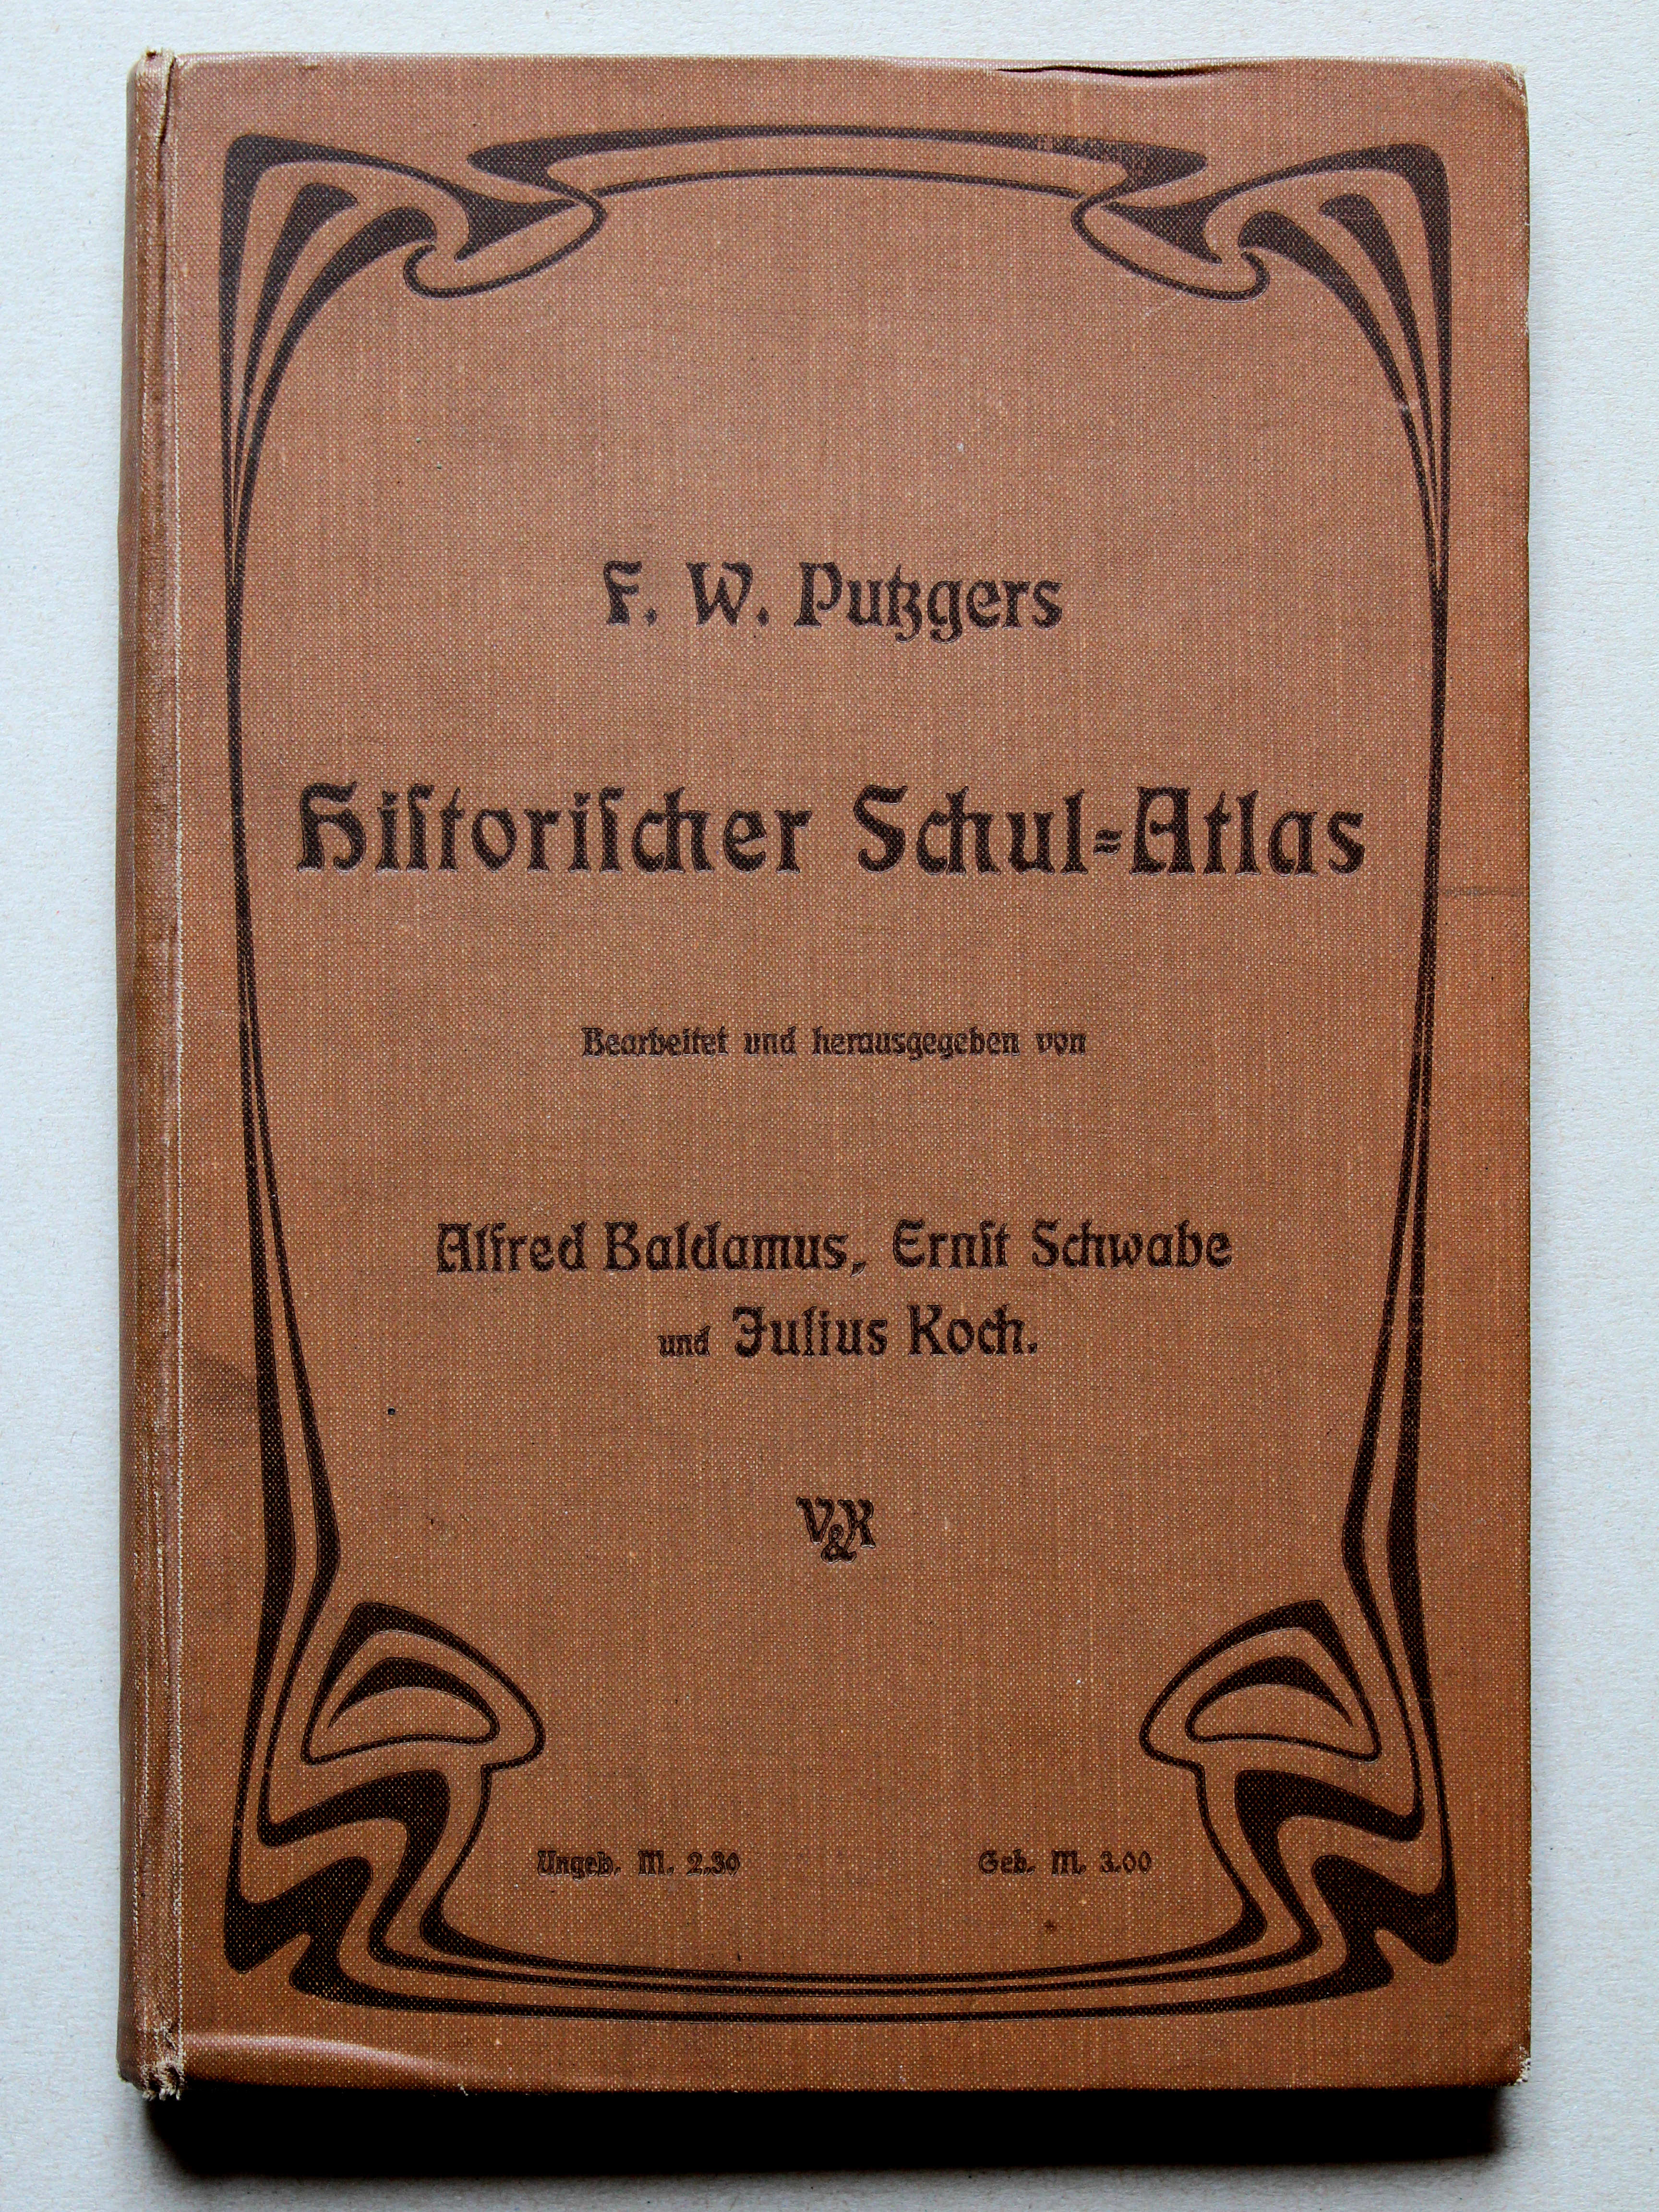 F. W. Putzgers
Hiſtoriſcher Schul=Atlas
Bearbeitet und herausgegeben von
Alfred Baldamus, Ernſt Schwabe
und Julius Koch.
V&K
Ungeb. M. 2.30 Geb. M. 3.00